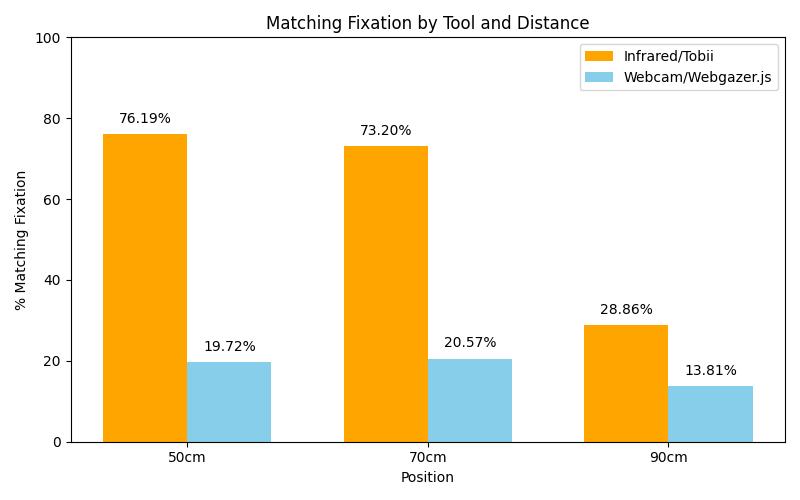 Matching Fixation by Tool and Distance
100
80
60
40
20
0
% Matching Fixation
Infrared/Tobii
Webcam/Webgazer.js
76.19%
19.72%
73.20%
20.57%
28.86%
13.81%
50cm
70cm
90cm
Position